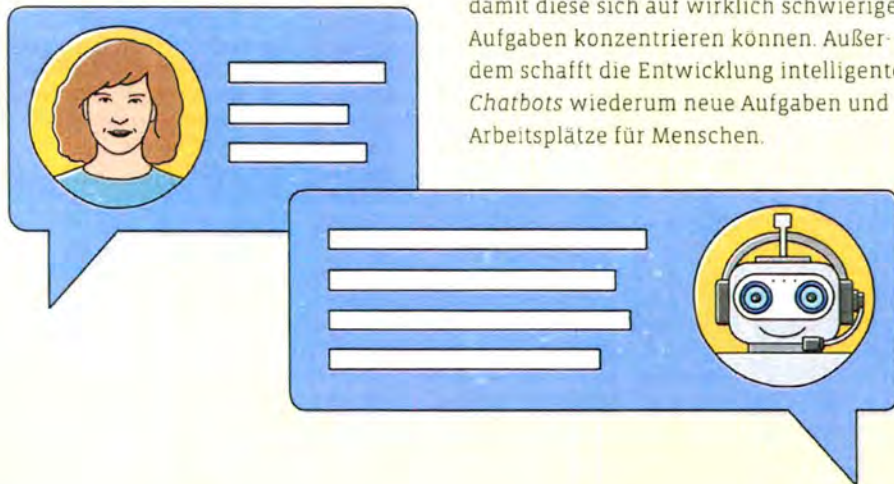 damit diese sich auf wirklich schwierige
Aufgaben konzentrieren können. Außer-
dem schafft die Entwicklung intelligente
Chatbots wiederum neue Aufgaben und
Arbeitsplätze für Menschen.